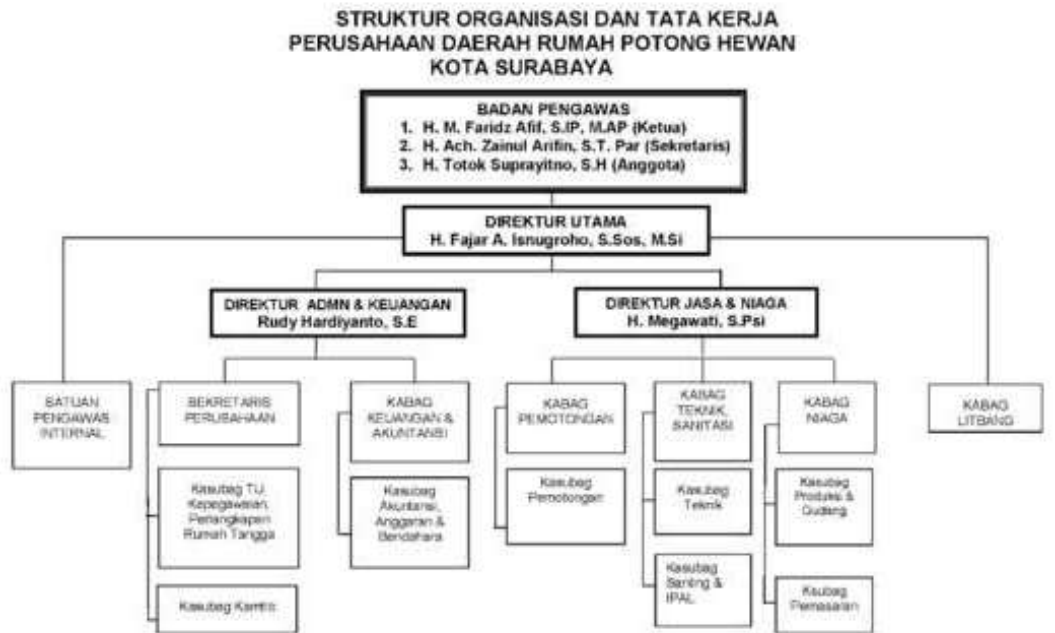 STRUKTUR ORGANISASI DAN TATA KERJA
PERUSAHAAN DAERAH RUMAH POTONG HEWAN
KOTA SURABAYA
BADAN PENGAWAS
1. H. M. Faridz Afif, S.IP, M.AP (Ketua)
2. H. Ach. Zainul Arifin, S.T. Par (Sekretaris)
3. H. Totok Suprayitno, S.H (Anggota)
DIREKTUR UTAMA
H. Fajar A. Isnugroho, S.Sos, M.Si
DIREKTUR ADMN & KEUANGAN
Rudy Hardiyanto, S.E
DIREKTUR JASA & NIAGA
H. Megawati, S.Psi
SATUAN
PENGAWAS
INTERNAL
SEKRETARIS
PERUSAHAAN
KABAG
KEUANGAN &
AKUNTANSI
KABAG
PEMOTONGAN
KABAG
TEKNIK,
SANITASI
KABAG
NIAGA
KABAG
LITBANG
Kasubag TU,
Kepegawaian,
Rumah Tangga
Kasubag
Akuntansi,
Anggaran &
Bendahara
Kasubag
Pemotongan
Kasubag
Teknik
Kasubag
Produksi &
Gudang
Kasubag Kamtib
Kasubag
Saniting &
IPAL
Ksubag
Pemasaran